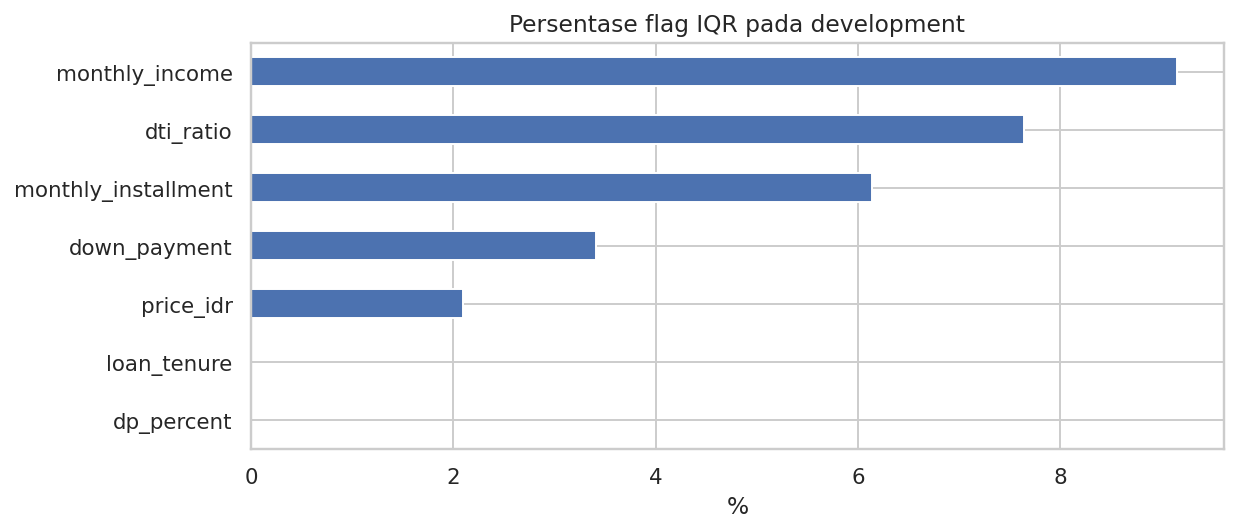 Persentase flag IQR pada development
monthly_income
dti_ratio
monthly_installment
down_payment
price_idr
loan_tenure
dp_percent
0 2 4 6 8
%